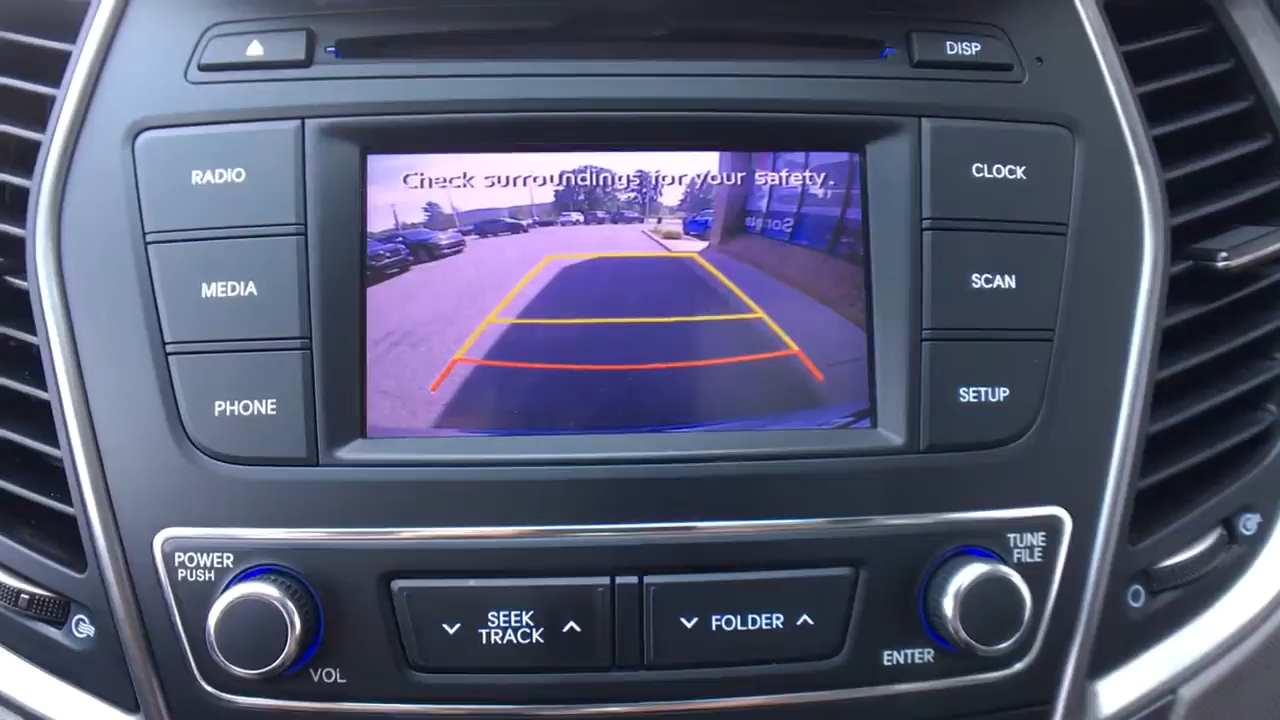 DISP
RADIO
MEDIA
PHONE
Check surroundings for your safety.
CLOCK
SCAN
SETUP
POWER
PUSH
VOL
SEEK
TRACK
FOLDER
TUNE
FILE
ENTER